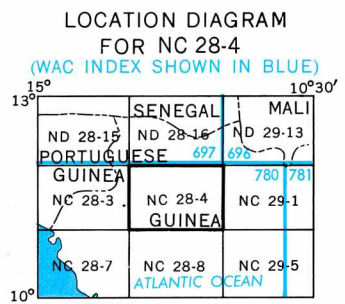 LOCATION DIAGRAM
FOR NC 28-4
(WAC INDEX SHOWN IN BLUE)
15° 10°30'
13°
SENEGAL MALI
ND 28-15 ND 28-16 ND 29-13
PORTUGUESE 697 696
GUINEA 780 781
NC 28-3 NC 28-4 NC 29-1
GUINEA
NC 28-7 NC 28-8 NC 29-5
ATLANTIC OCEAN
10°